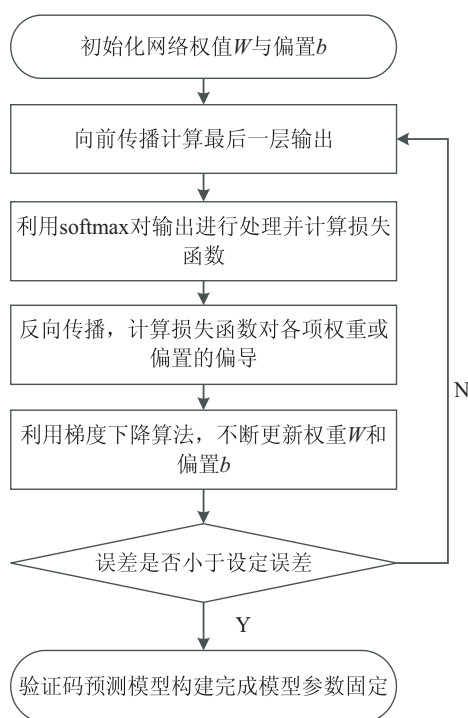 初始化网络权值W与偏置b
向前传播计算最后一层输出
利用softmax对输出进行处理并计算损失
函数
反向传播，计算损失函数对各项权重或
偏置的偏导
利用梯度下降算法，不断更新权重W和
偏置b
N
误差是否小于设定误差
Y
验证码预测模型构建完成模型参数固定